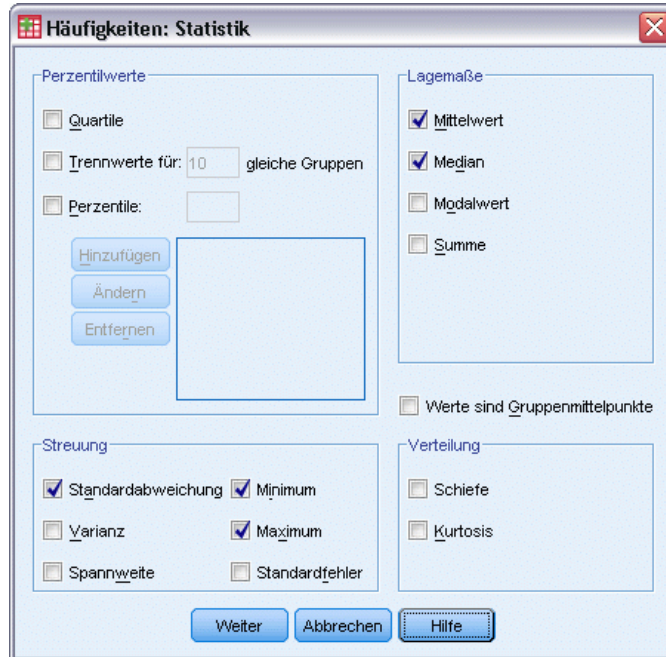 Häufigkeiten: Statistik
Perzentilwerte
Quartile
Trennwerte für: 10 gleiche Gruppen
Perzentile:
Hinzufügen
Ändern
Entfernen
Lagemaße
Mittelwert
Median
Modalwert
Summe
Werte sind Gruppenmittelpunkte
Streuung
Standardabweichung Minimum
Varianz Maximum
Spannweite Standardfehler
Verteilung
Schiefe
Kurtosis
Weiter Abbrechen Hilfe